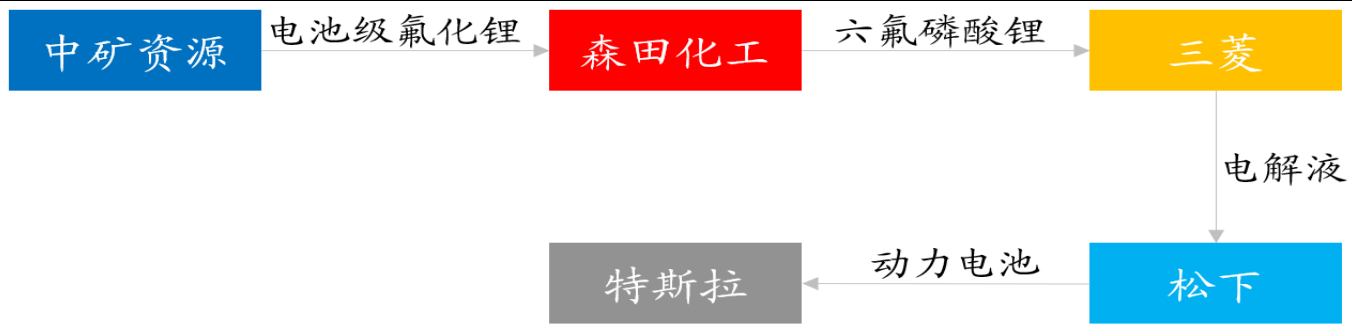 中矿资源
电池级氟化锂
森田化工
六氟磷酸锂
三菱
电解液
松下
动力电池
特斯拉